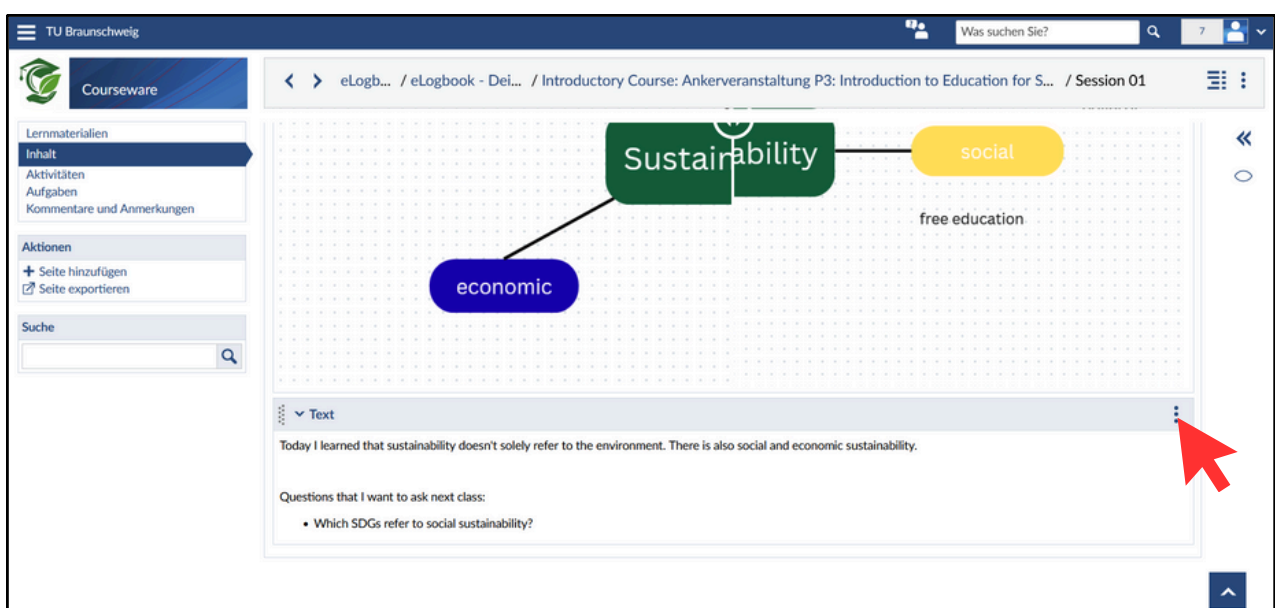 TU Braunschweig
Was suchen Sie?
7
Courseware
eLogb... / eLogbook - Dei... / Introductory Course: Ankerveranstaltung P3: Introduction to Education for S... / Session 01
Lernmaterialien
Inhalt
Aktivitäten
Aufgaben
Kommentare und Anmerkungen
Aktionen
Seite hinzufügen
Seite exportieren
Suche
Sustainability
social
free education
economic
Text
Today I learned that sustainability doesn't solely refer to the environment. There is also social and economic sustainability.
Questions that I want to ask next class:
• Which SDGs refer to social sustainability?